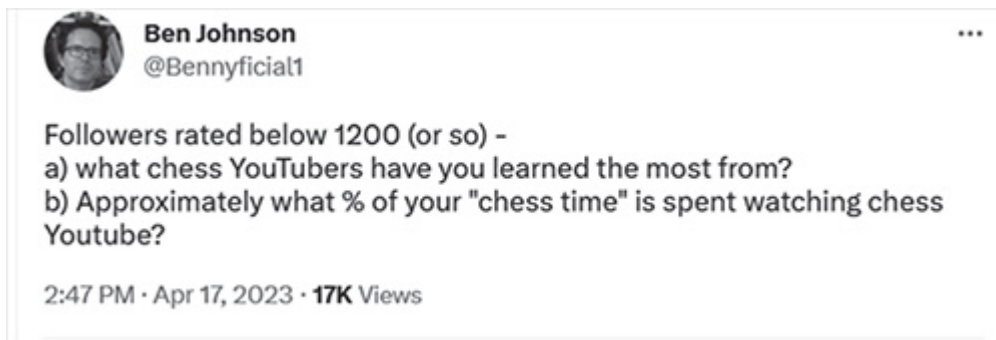 Ben Johnson
@Bennyficial1
Followers rated below 1200 (or so) -
a) what chess YouTubers have you learned the most from?
b) Approximately what % of your "chess time" is spent watching chess
Youtube?
2:47 PM · Apr 17, 2023 · 17K Views